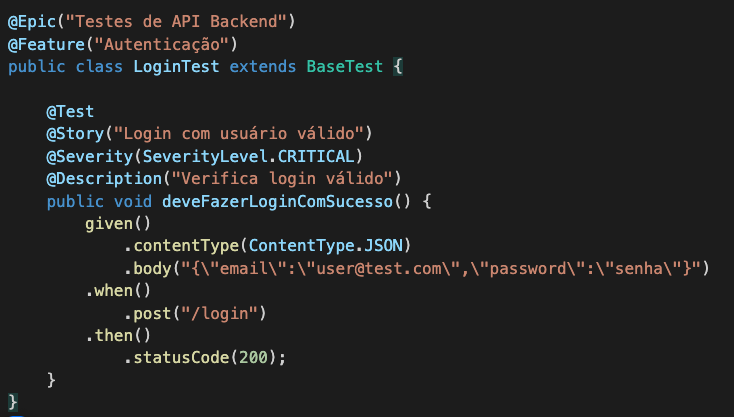 @Epic("Testes de API Backend")
@Feature("Autenticação")
public class LoginTest extends BaseTest {
@Test
@Story("Login com usuário válido")
@Severity(SeverityLevel.CRITICAL)
@Description("Verifica login válido")
public void deveFazerLoginComSucesso() {
given()
.contentType(ContentType.JSON)
.body("{\"email\":\"user@test.com\",\"password\":\"senha\"}")
.when()
.post("/login")
.then()
.statusCode(200);
}
}